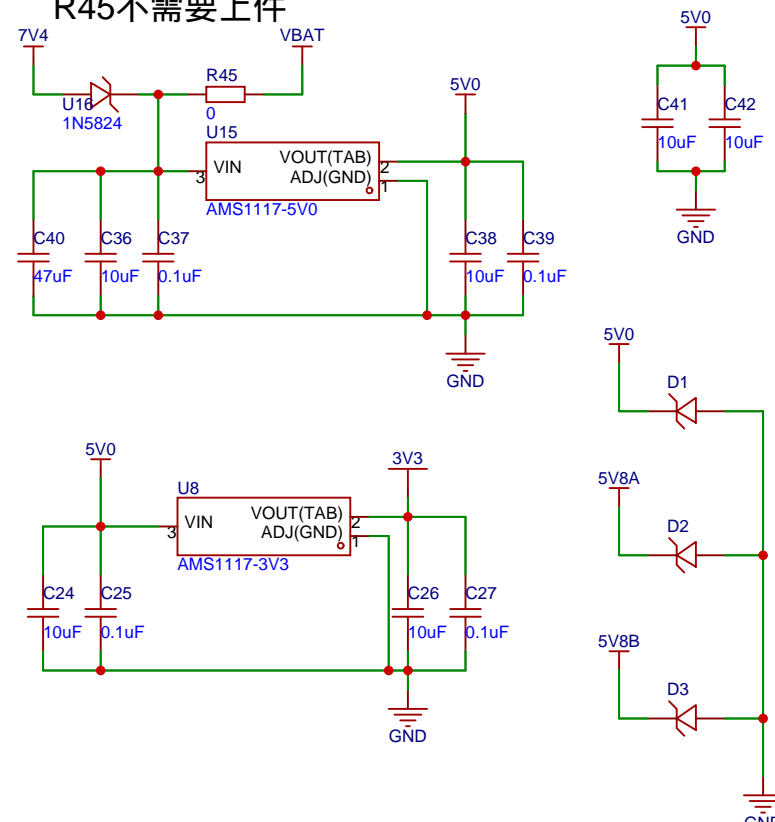 R45不需要上件
7V4
VBAT
U16
1N5824
R45
0
U15
VIN
3
VOUT(TAB)
2
ADJ(GND)
1
AMS1117-5V0
5V0
C40
47uF
C36
10uF
C37
0.1uF
C38
10uF
C39
0.1uF
GND
5V0
C41
10uF
C42
10uF
GND
5V0
U8
VIN
3
VOUT(TAB)
2
ADJ(GND)
1
AMS1117-3V3
3V3
C24
10uF
C25
0.1uF
C26
10uF
C27
0.1uF
GND
5V0
D1
5V8A
D2
5V8B
D3
GND